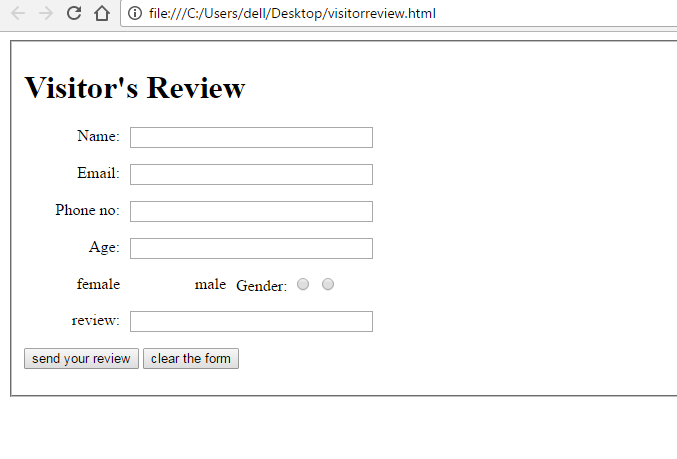 file:///C:/Users/dell/Desktop/visitorreview.html
Visitor's Review
Name:
Email:
Phone no:
Age:
female male Gender:
review:
send your review clear the form